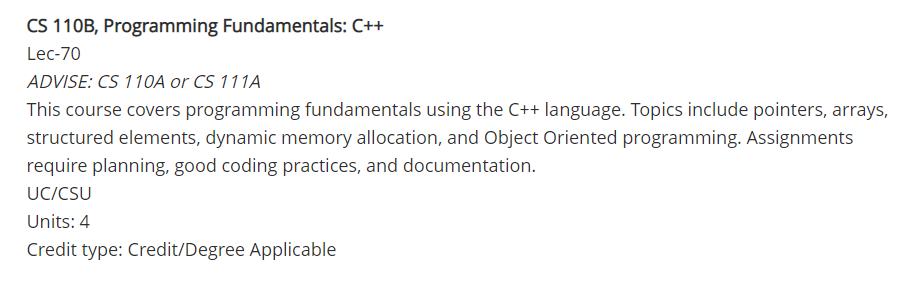 CS 110B, Programming Fundamentals: C++
Lec-70
ADVISE: CS 110A or CS 111A
This course covers programming fundamentals using the C++ language. Topics include pointers, arrays,
structured elements, dynamic memory allocation, and Object Oriented programming. Assignments
require planning, good coding practices, and documentation.
UC/CSU
Units: 4
Credit type: Credit/Degree Applicable